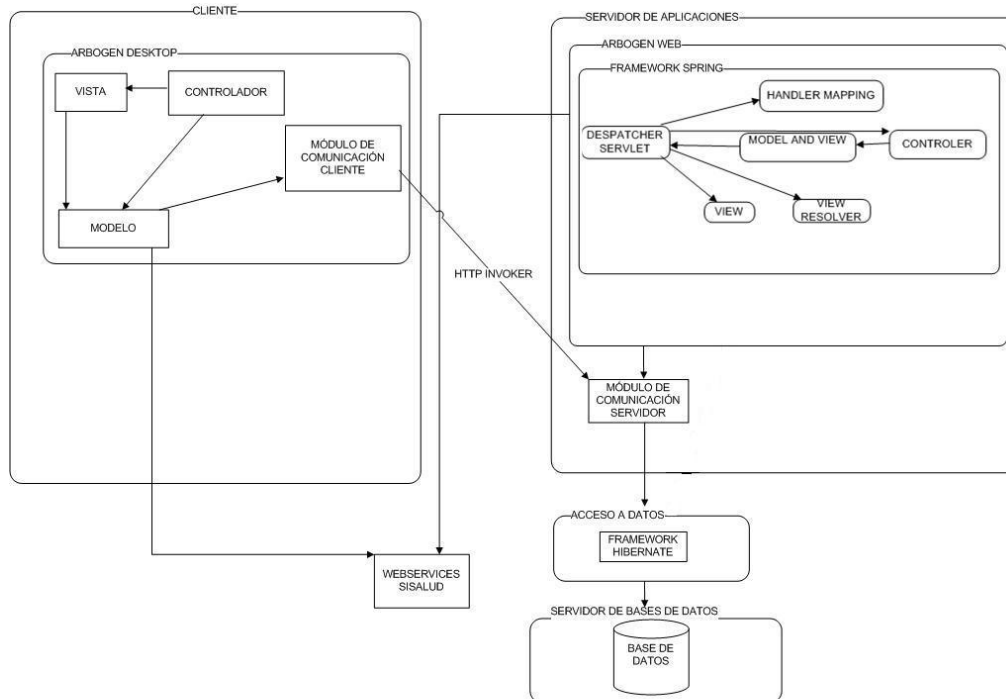 CLIENTE
ARBOGEN DESKTOP
VISTA
CONTROLADOR
MÓDULO DE
COMUNICACIÓN
CLIENTE
MODELO
HTTP INVOKER
SERVIDOR DE APLICACIONES
ARBOGEN WEB
FRAMEWORK SPRING
HANDLER MAPPING
DESPATCHER
SERVLET
MODEL AND VIEW
CONTROLER
VIEW
VIEW
RESOLVER
MÓDULO DE
COMUNICACIÓN
SERVIDOR
ACCESO A DATOS
FRAMEWORK
HIBERNATE
WEBSERVICES
SISALUD
SERVIDOR DE BASES DE DATOS
BASE DE
DATOS